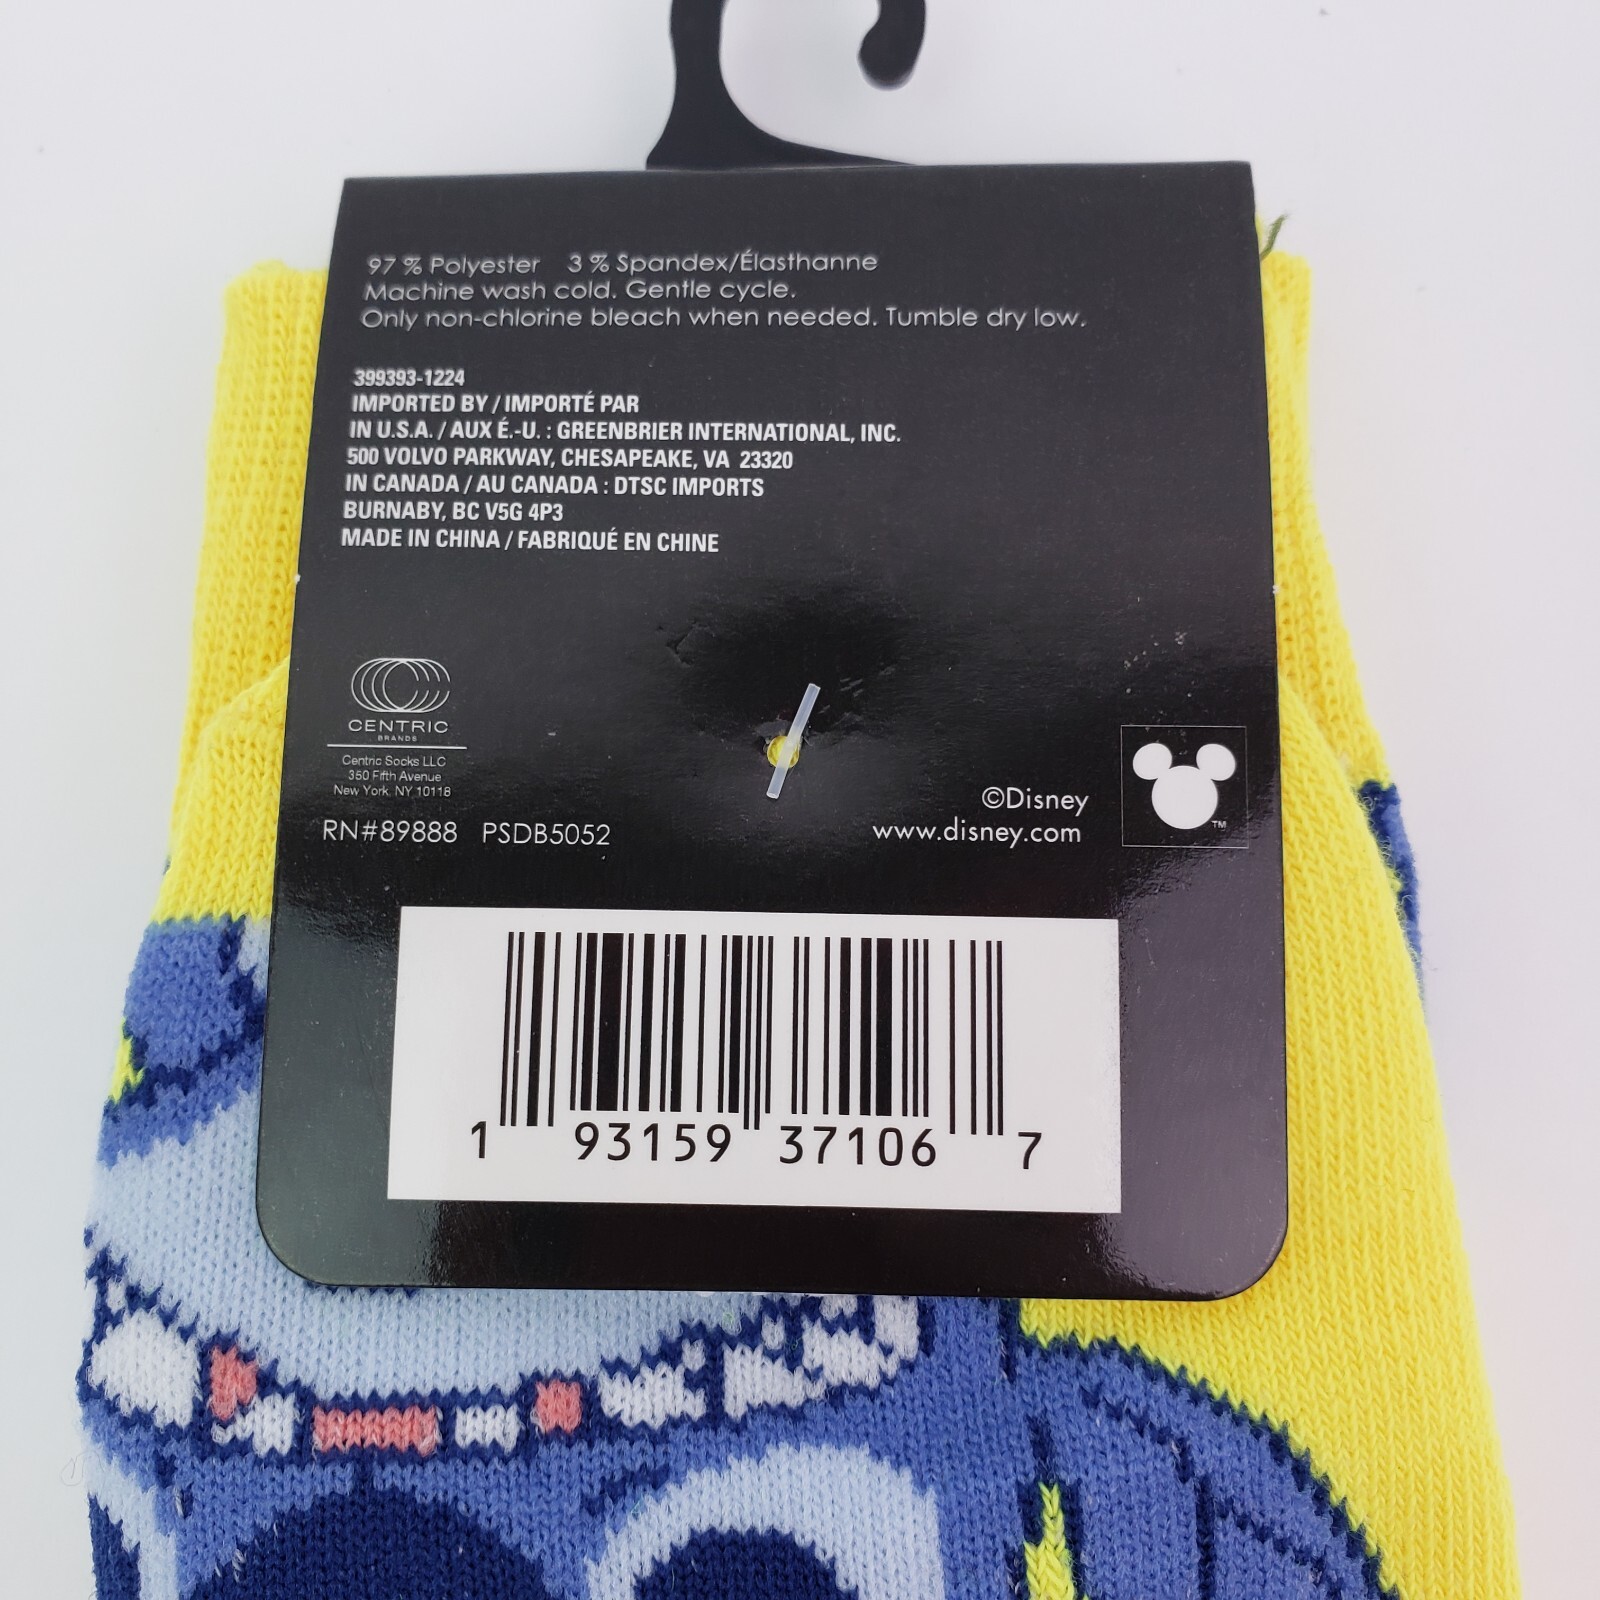 97 % Polyester 3 % Spandex/Élasthanne
Machine wash cold. Gentle cycle.
Only non-chlorine bleach when needed. Tumble dry low.
399393-1224
IMPORTED BY / IMPORTÉ PAR
IN U.S.A. / AUX É.-U. : GREENBRIER INTERNATIONAL, INC.
500 VOLVO PARKWAY, CHESAPEAKE, VA 23320
IN CANADA / AU CANADA : DTSC IMPORTS
BURNABY, BC V5G 4P3
MADE IN CHINA / FABRIQUÉ EN CHINE
CENTRIC
BRANDS
Centric Socks LLC
350 Fifth Avenue
New York, NY 10118
RN#89888 PSDB5052
©Disney
www.disney.com
TM
1 93159 37106 7